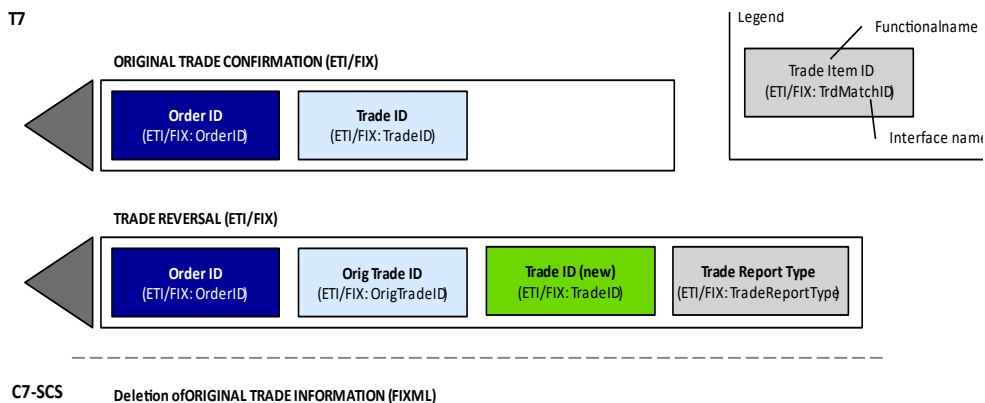 T7
Legend
Functionalname
Trade Item ID
(ETI/FIX: TrdMatchID)
Interface name
ORIGINAL TRADE CONFIRMATION (ETI/FIX)
Order ID
(ETI/FIX: OrderID)
Trade ID
(ETI/FIX: TradeID)
TRADE REVERSAL (ETI/FIX)
Order ID
(ETI/FIX: OrderID)
Orig Trade ID
(ETI/FIX: OrigTradeID)
Trade ID (new)
(ETI/FIX: TradeID)
Trade Report Type
(ETI/FIX: TradeReportType)
C7-SCS
Deletion ofORIGINAL TRADE INFORMATION (FIXML)